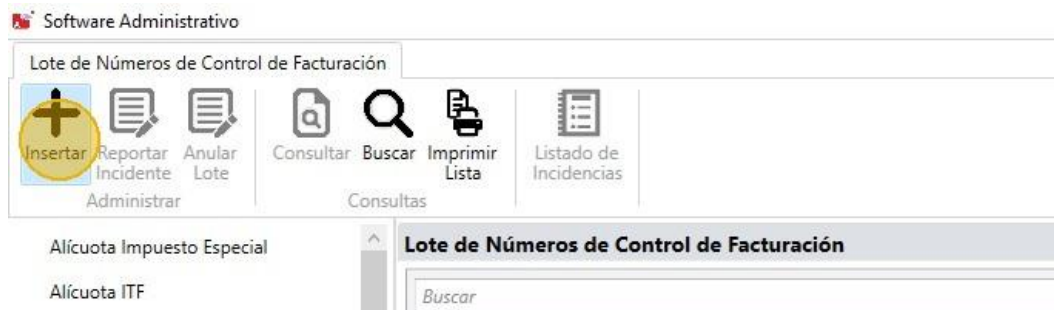 Software Administrativo
Lote de Números de Control de Facturación
Insertar Reportar Incidente Anular Lote Consultar Buscar Imprimir Lista Listado de Incidencias
Administrar Consultas
Alícuota Impuesto Especial
Lote de Números de Control de Facturación
Alícuota ITF
Buscar